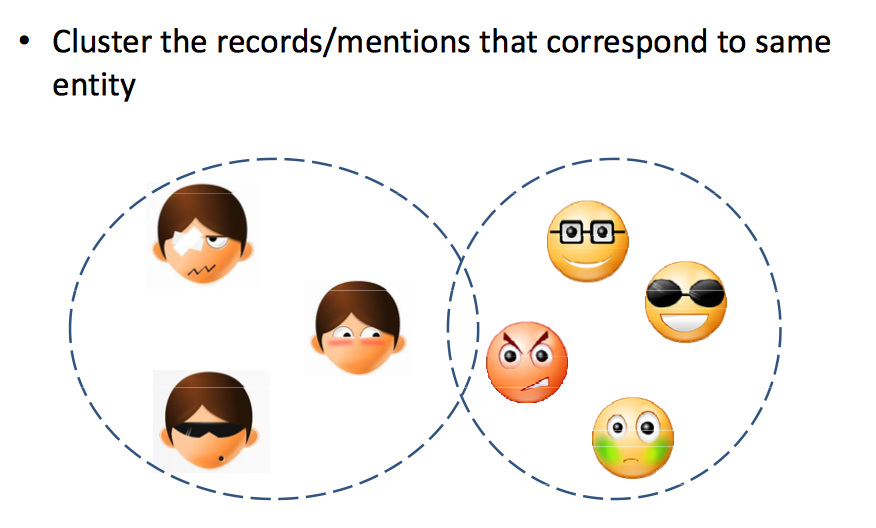 • Cluster the records/mentions that correspond to same
entity